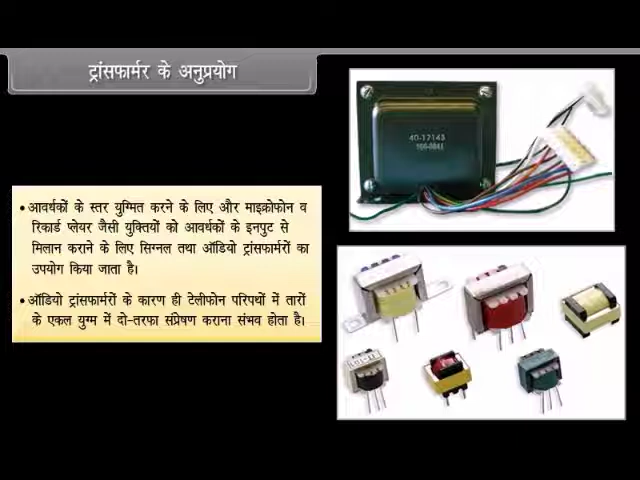 ट्रांसफार्मर के अनुप्रयोग
• आवर्धकों के स्तर युग्मित करने के लिए और माइक्रोफोन व
रिकार्ड प्लेयर जैसी युक्तियों को आवर्धकों के इनपुट से
मिलान कराने के लिए सिग्नल तथा ऑडियो ट्रांसफार्मरों का
उपयोग किया जाता है।
• ऑडियो ट्रांसफार्मरों के कारण ही टेलीफोन परिपथों में तारों
के एकल युग्म में दो-तरफा संप्रेषण कराना संभव होता है।
40-17143